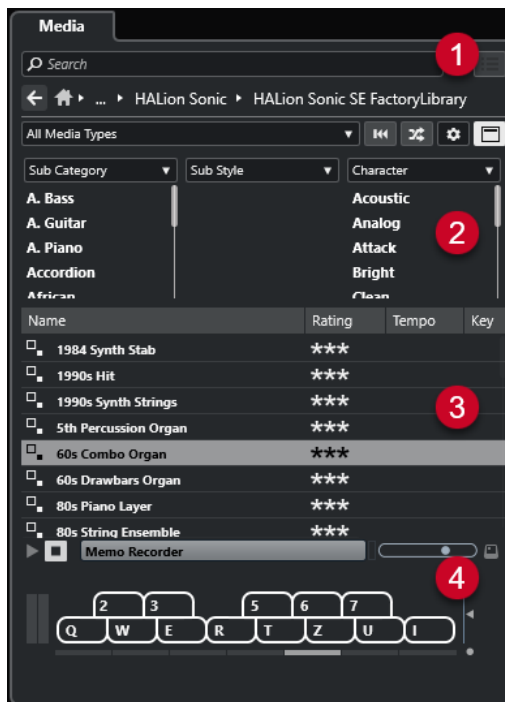 Media
Search
1
... HALion Sonic HALion Sonic SE FactoryLibrary
All Media Types
Sub Category Sub Style Character
A. Bass Acoustic
A. Guitar Analog
A. Piano Attack
Accordion Bright
African Clean
2
Name Rating Tempo Key
1984 Synth Stab ***
1990s Hit ***
1990s Synth Strings ***
5th Percussion Organ ***
60s Combo Organ ***
60s Drawbars Organ ***
80s Piano Layer ***
80s String Ensemble ***
3
Memo Recorder
4
2 3 5 6 7
Q W E R T Z U I